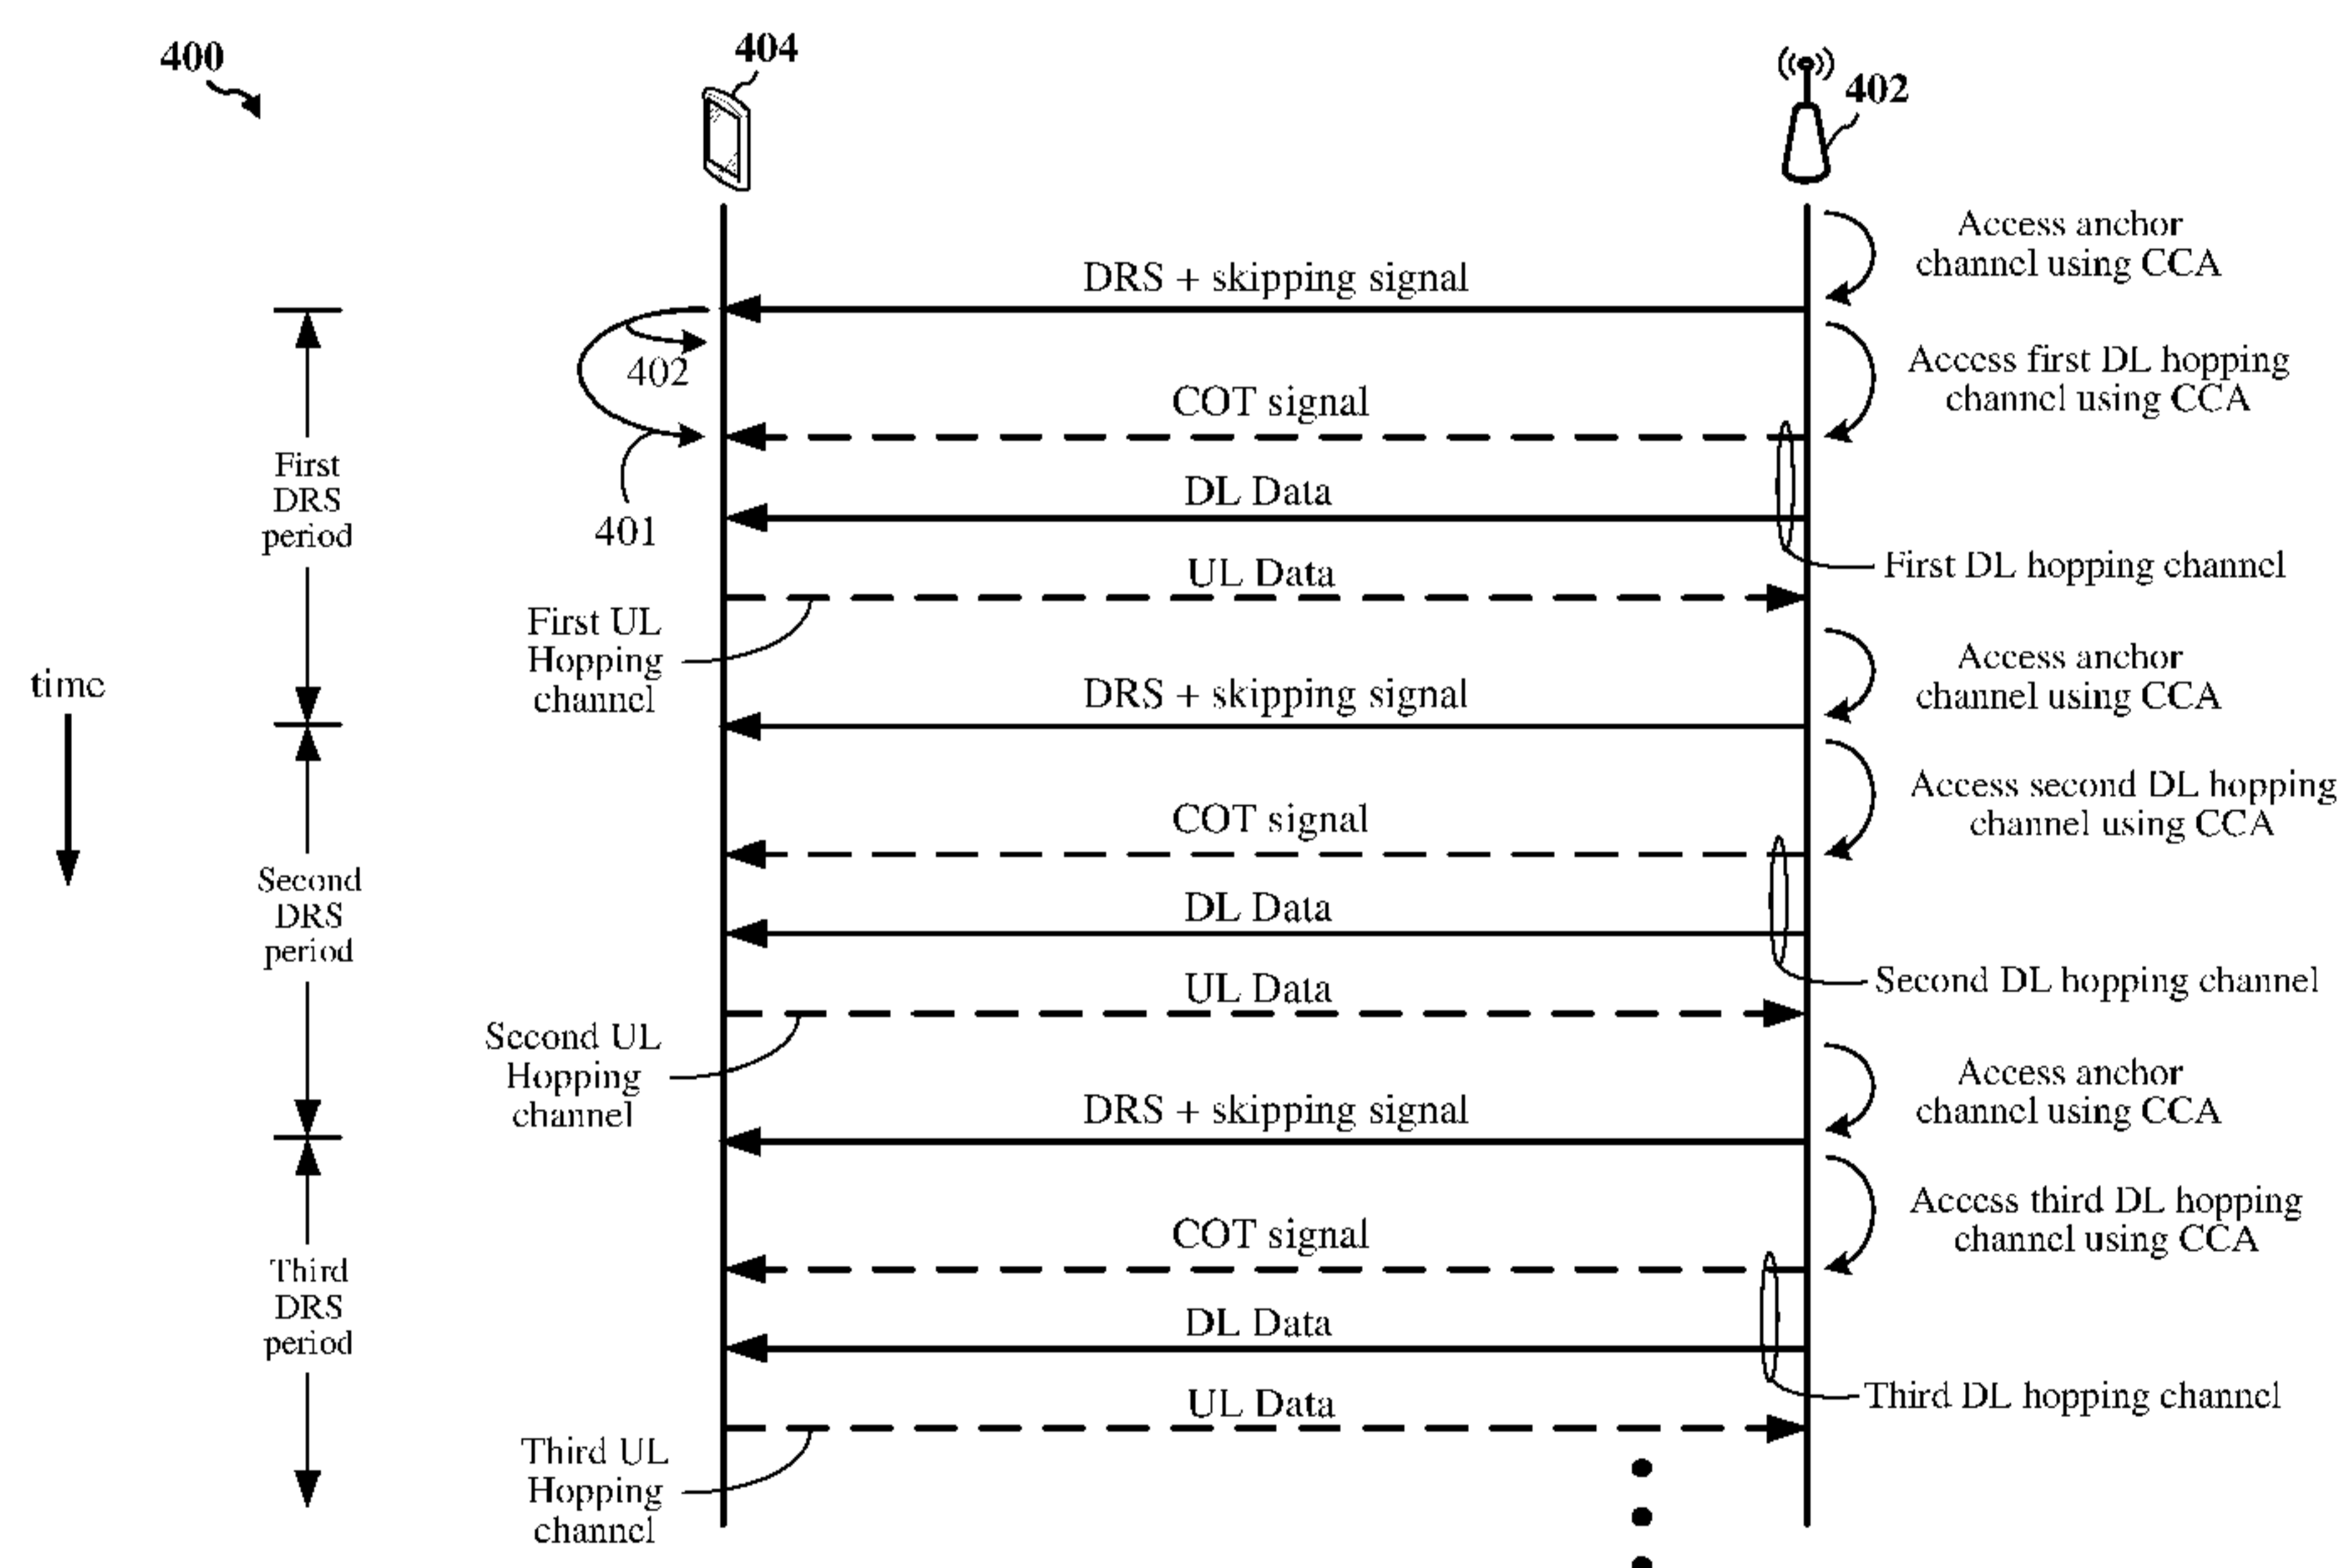 400
404
402
Access anchor
channel using CCA
DRS + skipping signal
402
Access first DL hopping
channel using CCA
COT signal
First
DRS
period
401
DL Data
First DL hopping channel
UL Data
First UL
Hopping
channel
time
Access anchor
channel using CCA
DRS + skipping signal
Access second DL hopping
channel using CCA
COT signal
Second
DRS
period
DL Data
Second DL hopping channel
UL Data
Second UL
Hopping
channel
Access anchor
channel using CCA
DRS + skipping signal
Access third DL hopping
channel using CCA
COT signal
Third
DRS
period
DL Data
Third DL hopping channel
UL Data
Third UL
Hopping
channel